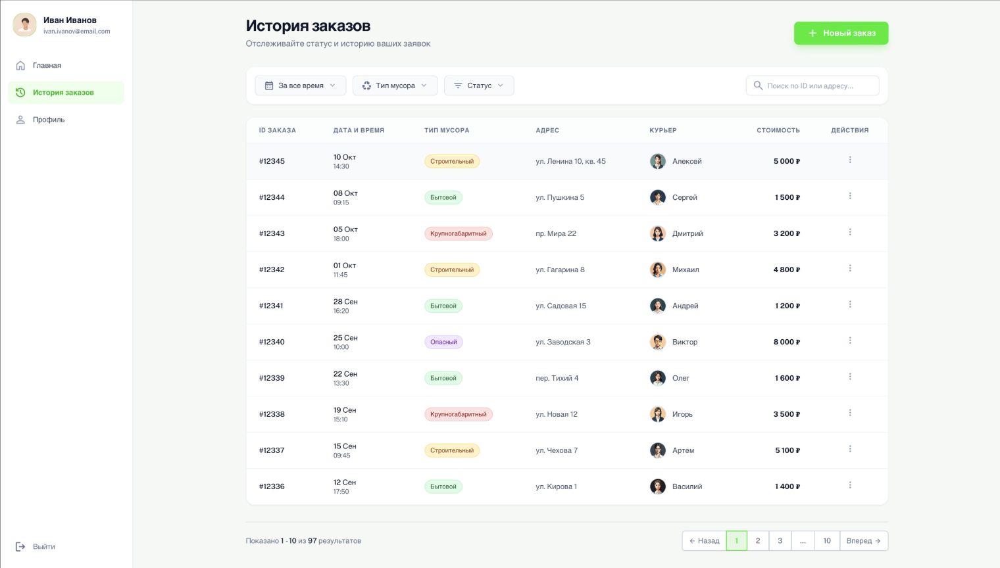 Иван Иванов
ivan.ivanov@email.com
Главная
История заказов
Профиль
Выйти
История заказов
Отслеживайте статус и историю ваших заявок
+ Новый заказ
За все время
Тип мусора
Статус
Поиск по ID или адресу...
ID ЗАКАЗА ДАТА И ВРЕМЯ ТИП МУСОРА АДРЕС КУРЬЕР СТОИМОСТЬ ДЕЙСТВИЯ
#12345 10 Окт 14:30 Строительный ул. Ленина 10, кв. 45 Алексей 5 000 ₽
#12344 08 Окт 09:15 Бытовой ул. Пушкина 5 Сергей 1 500 ₽
#12343 05 Окт 18:00 Крупногабаритный пр. Мира 22 Дмитрий 3 200 ₽
#12342 01 Окт 11:45 Строительный ул. Гагарина 8 Михаил 4 800 ₽
#12341 28 Сен 16:20 Бытовой ул. Садовая 15 Андрей 1 200 ₽
#12340 25 Сен 10:00 Опасный ул. Заводская 3 Виктор 8 000 ₽
#12339 22 Сен 13:30 Бытовой пер. Тихий 4 Олег 1 600 ₽
#12338 19 Сен 15:10 Крупногабаритный ул. Новая 12 Игорь 3 500 ₽
#12337 15 Сен 09:45 Строительный ул. Чехова 7 Артем 5 100 ₽
#12336 12 Сен 17:50 Бытовой ул. Кирова 1 Василий 1 400 ₽
Показано 1 - 10 из 97 результатов
← Назад 1 2 3 ... 10 Вперед →